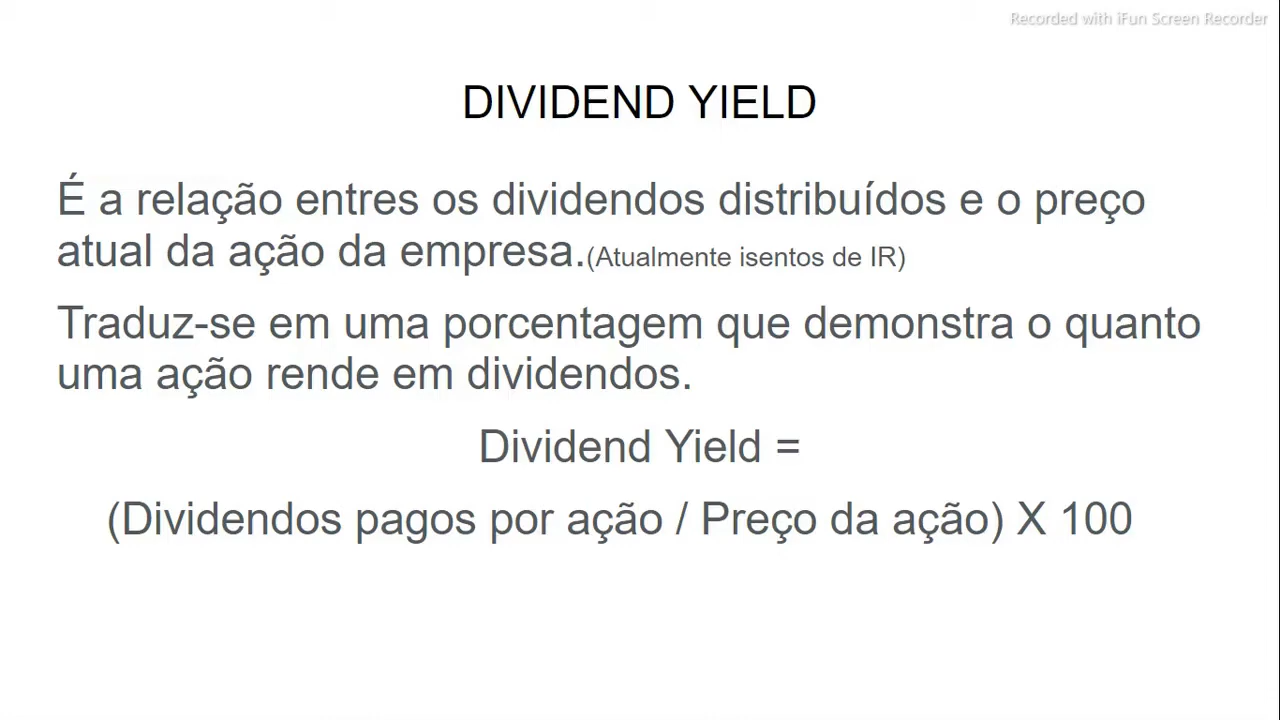 Recorded with iFun Screen Recorder
DIVIDEND YIELD
É a relação entres os dividendos distribuídos e o preço
atual da ação da empresa.(Atualmente isentos de IR)
Traduz-se em uma porcentagem que demonstra o quanto
uma ação rende em dividendos.
Dividend Yield =
(Dividendos pagos por ação / Preço da ação) X 100